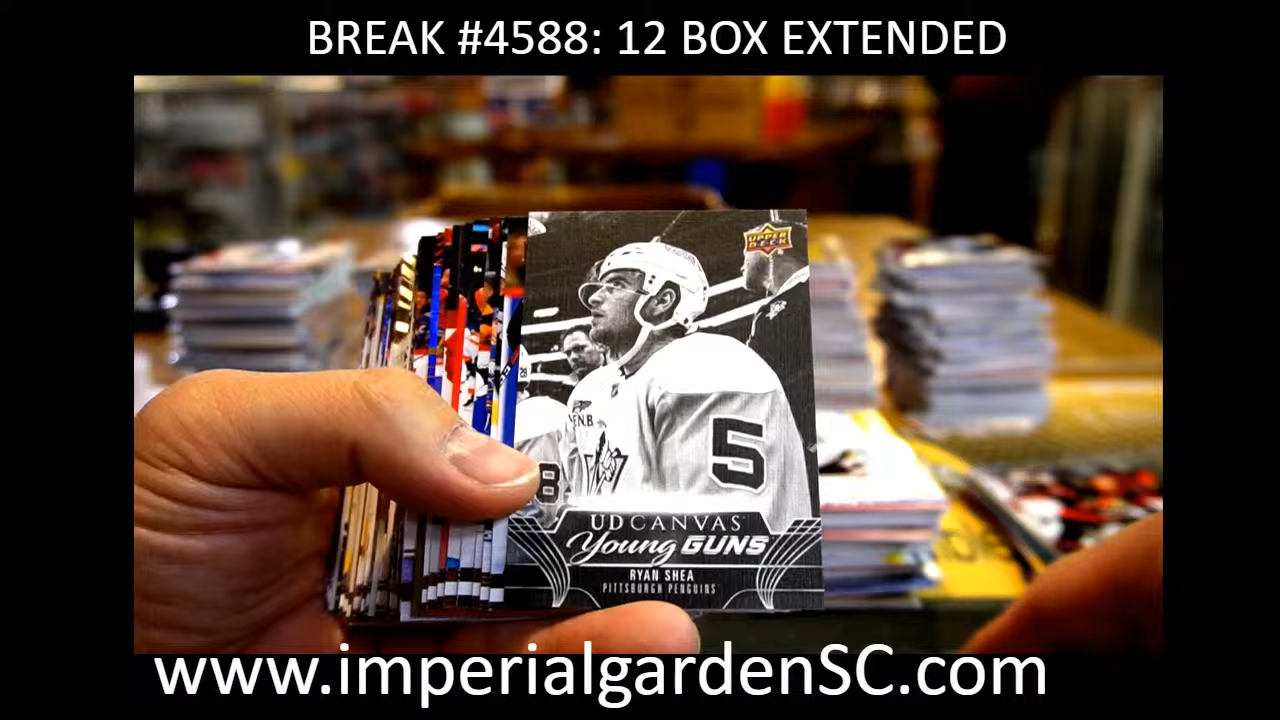 BREAK #4588: 12 BOX EXTENDED
UPPER
DECK
5
8
UD CANVAS
Young GUNS
RYAN SHEA
PITTSBURGH PENGUINS
www.imperialgardenSC.com